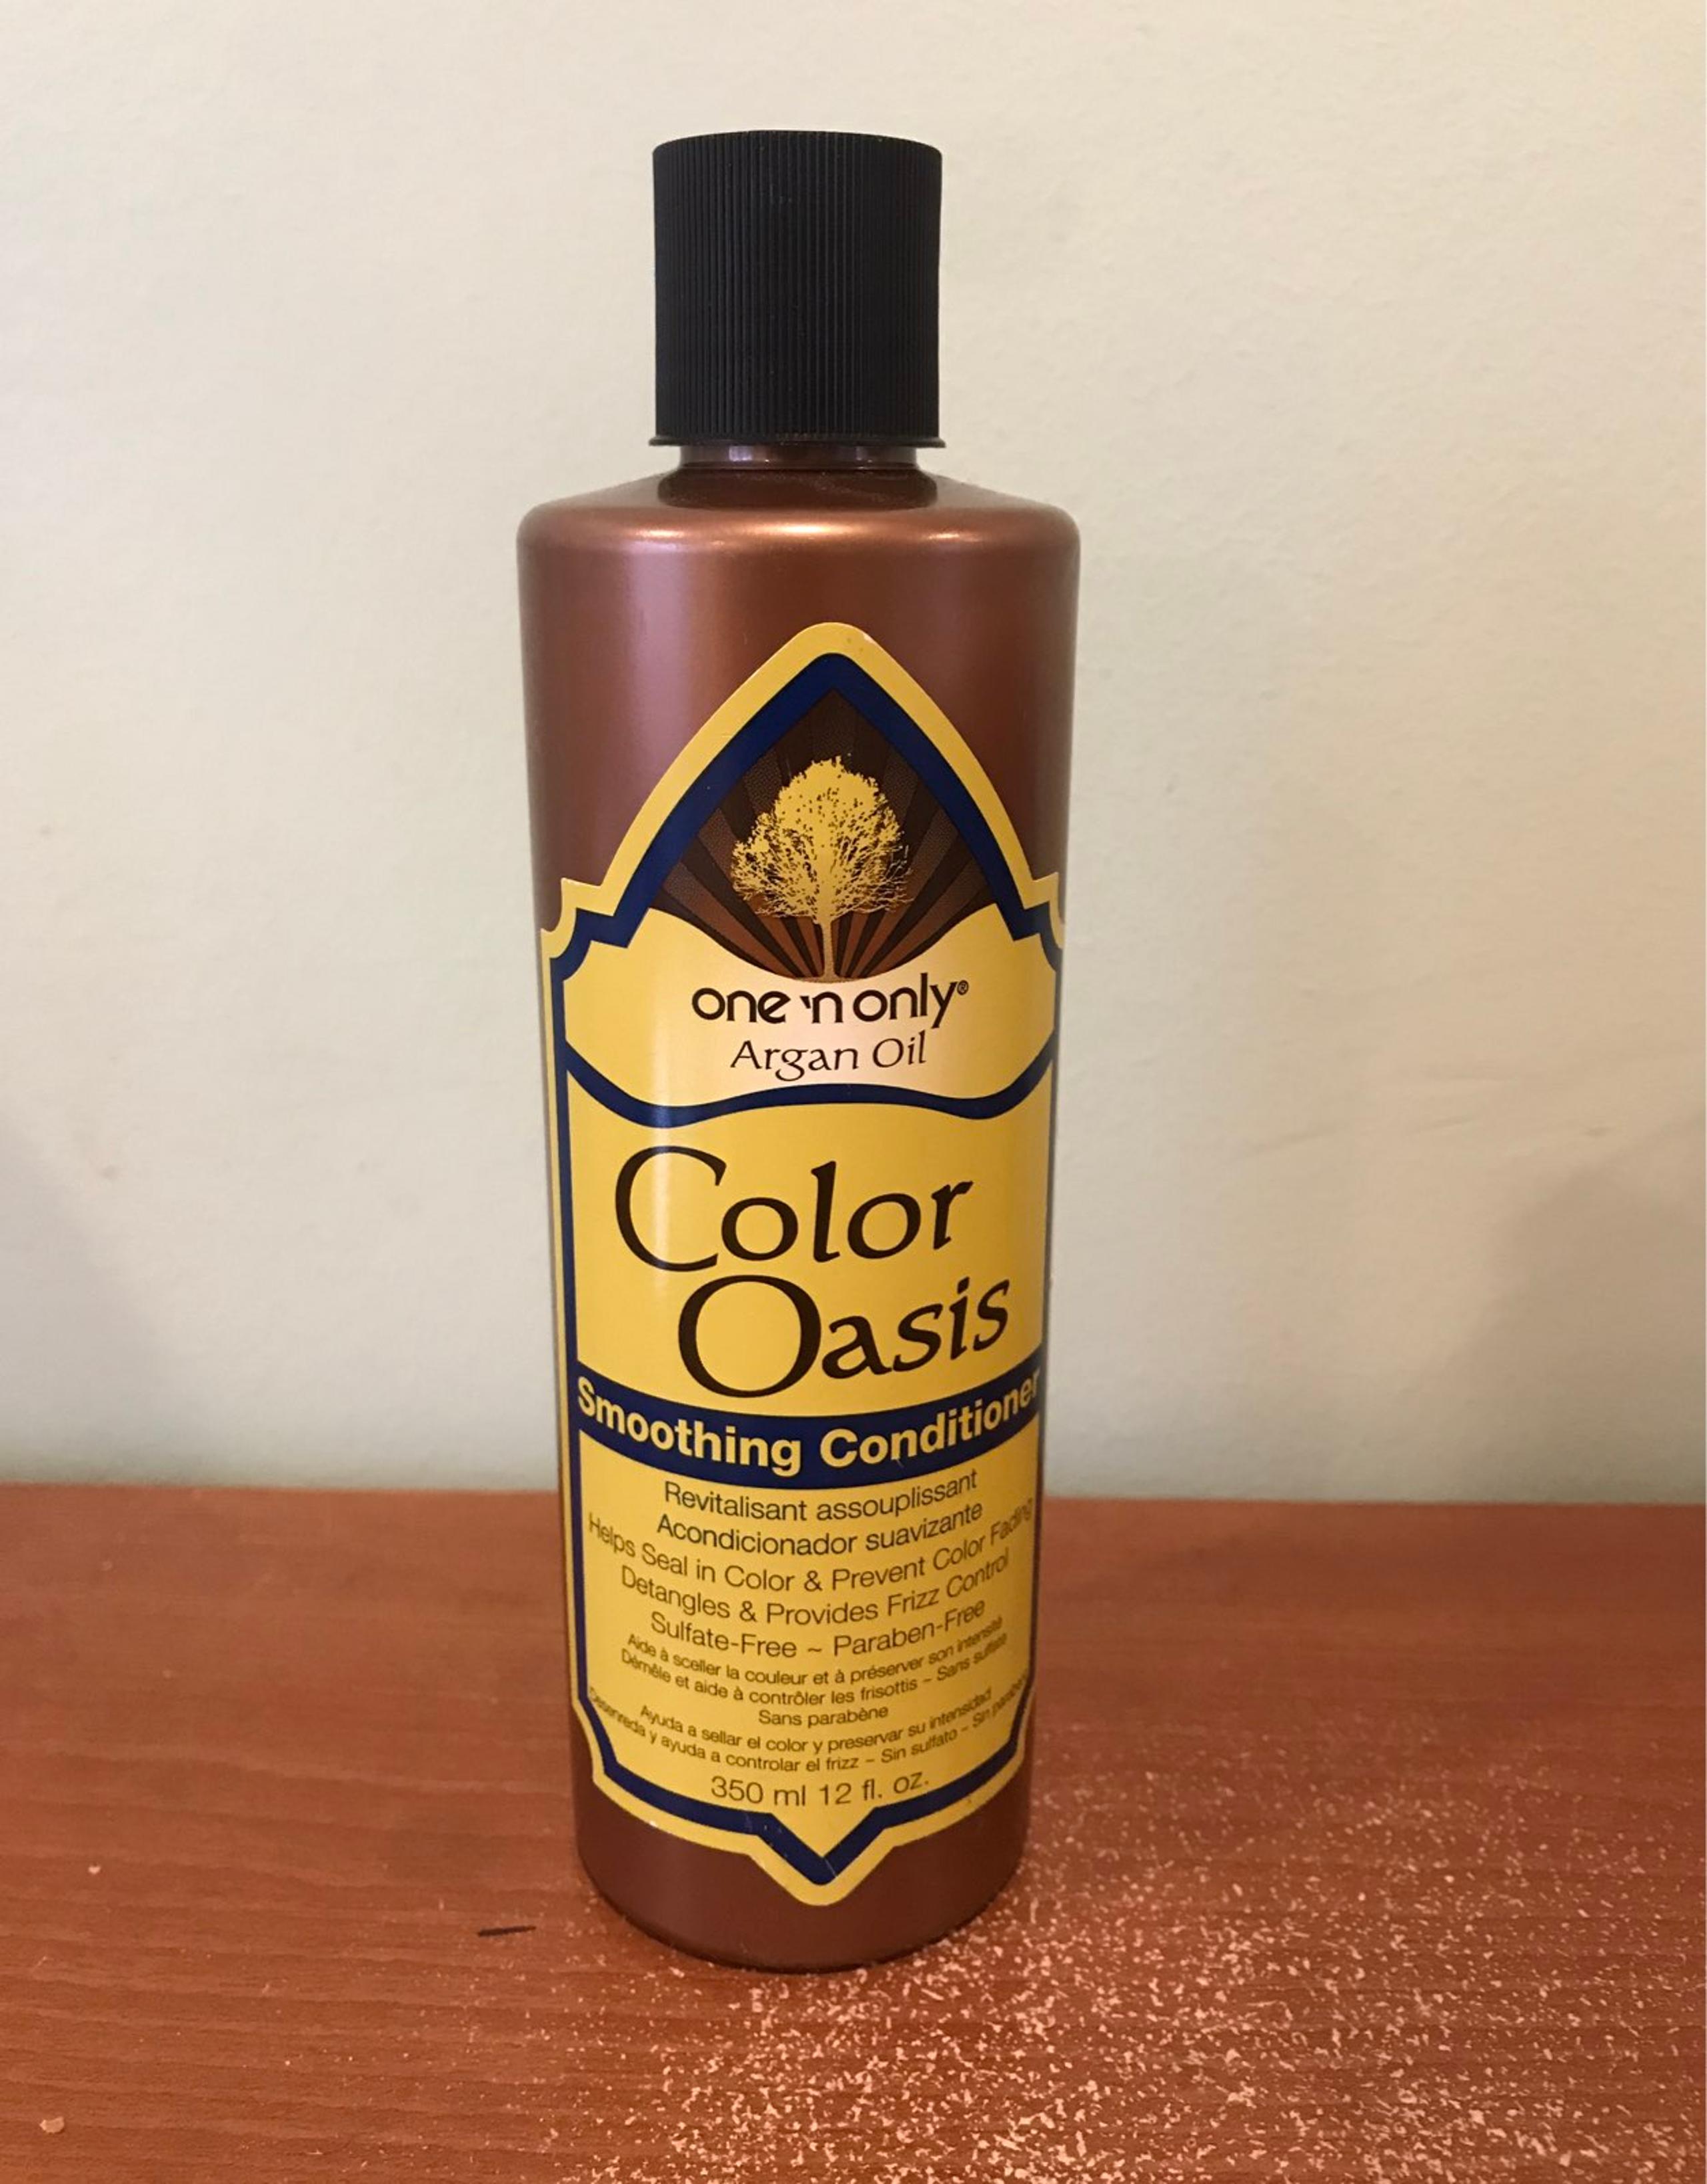 one 'n only®
Argan Oil
Color
Oasis
Smoothing Conditioner
Revitalisant assouplissant
Acondicionador suavizante
Helps Seal in Color & Prevent Color Fading
Detangles & Provides Frizz Control
Sulfate-Free ~ Paraben-Free
Aide à sceller la couleur et à préserver son intensité
Démêle et aide à contrôler les frisottis – Sans sulfate
Sans parabène
Ayuda a sellar el color y preservar su intensidad
Desenreda y ayuda a controlar el frizz – Sin sulfato – Sin
350 ml 12 fl. oz.